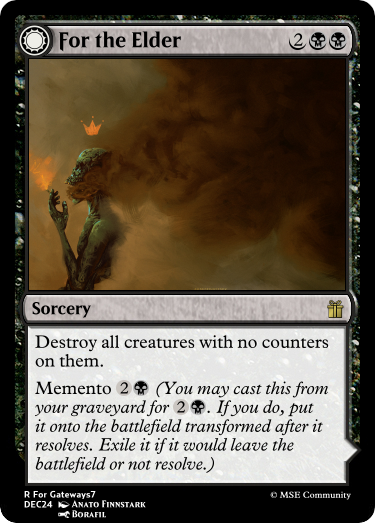 For the Elder 2
Sorcery
Destroy all creatures with no counters
on them.
Memento 2 (You may cast this from
your graveyard for 2 . If you do, put
it onto the battlefield transformed after it
resolves. Exile it if it would leave the
battlefield or not resolve.)
R For Gateways7
DEC24 Anato Finnstark
Borafil
© MSE Community